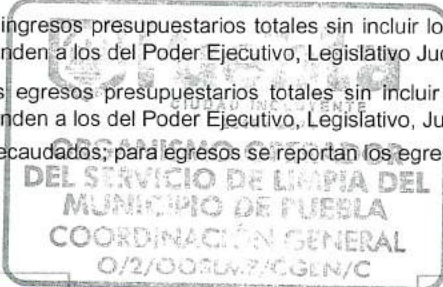 ingresos presupuestarios totales sin incluir lo
nden a los del Poder Ejecutivo, Legislativo Jud
s egresos presupuestarios totales sin incluir
CIUDAD INCLUYENTE
nden a los del Poder Ejecutivo, Legislativo, Ju
ecaudados; para egresos se reportan los egres
ORGANISMO OPERADOR
DEL SERVICIO DE LIMPIA DEL
MUNICIPIO DE PUEBLA
COORDINACIÓN GENERAL